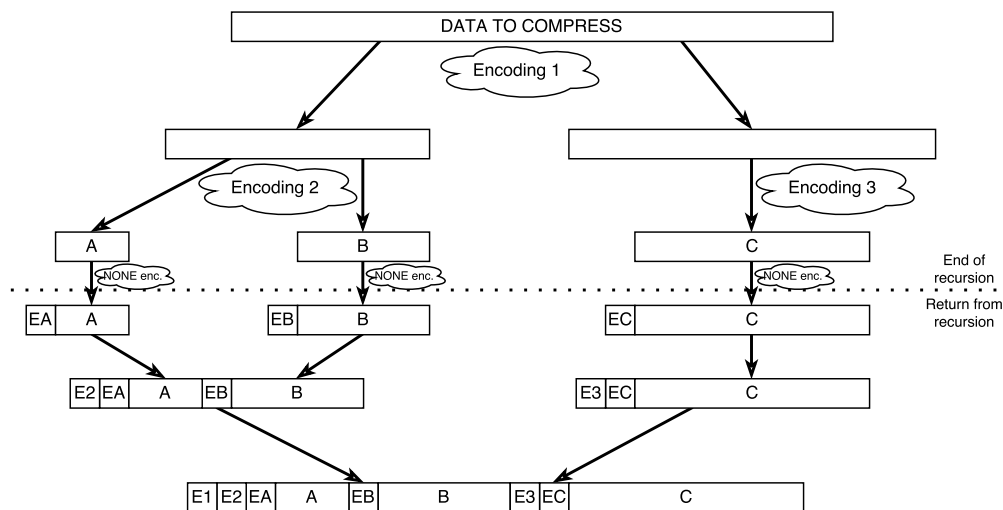 DATA TO COMPRESS
Encoding 1
Encoding 2
Encoding 3
A
B
C
NONE enc.
NONE enc.
NONE enc.
End of
recursion
Return from
recursion
EA A
EB B
EC C
E2 EA A EB B
E3 EC C
E1 E2 EA A EB B E3 EC C